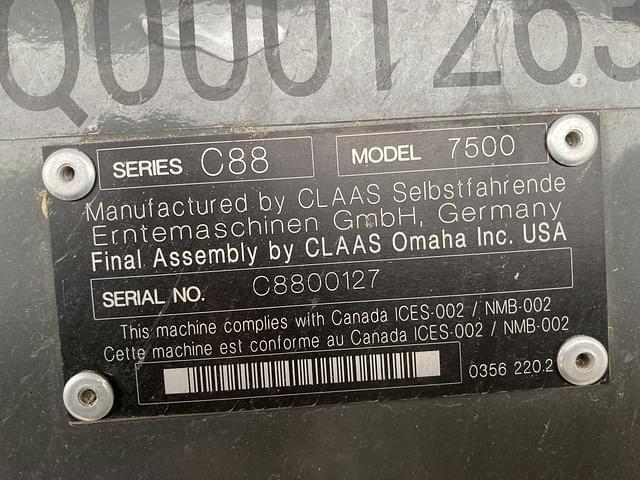 Q0001263
SERIES C88
MODEL 7500
Manufactured by CLAAS Selbstfahrende
Erntemaschinen GmbH, Germany
Final Assembly by CLAAS Omaha Inc. USA
SERIAL NO. C8800127
This machine complies with Canada ICES-002 / NMB-002
Cette machine est conforme au Canada ICES-002 / NMB-002
0356 220.2